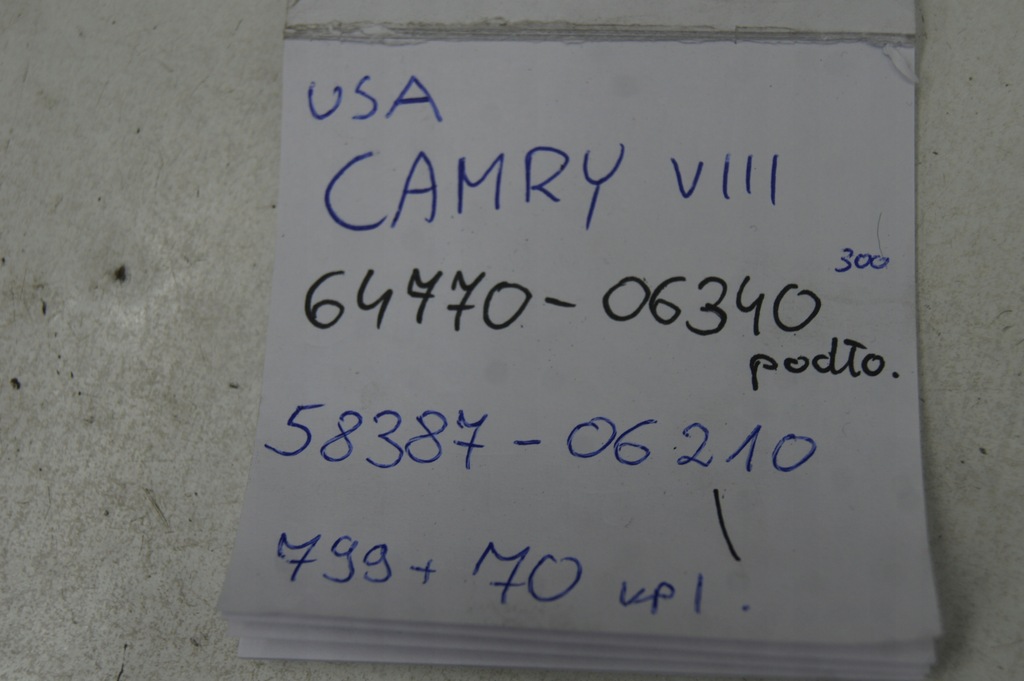 USA
CAMRY VIII
300
64770-06340
podło.
58387-06210
799+70 kpl.